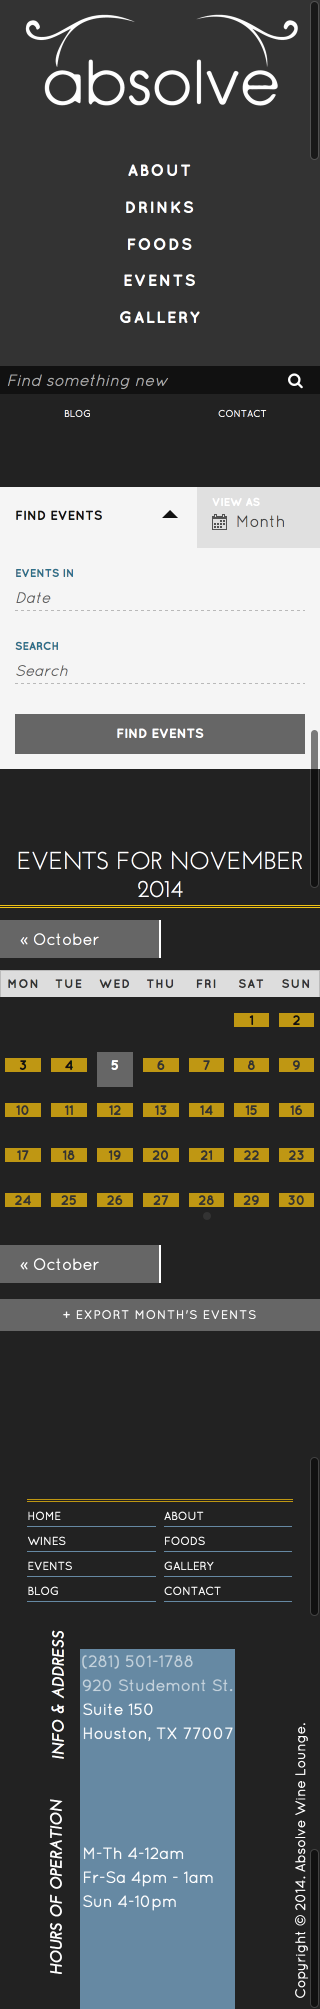 absolve
ABOUT
DRINKS
FOODS
EVENTS
GALLERY
Find something new
BLOG CONTACT
FIND EVENTS
VIEW AS
Month
EVENTS IN
Date
SEARCH
Search
FIND EVENTS
EVENTS FOR NOVEMBER
2014
« October
MON TUE WED THU FRI SAT SUN
1 2
3 4 5 6 7 8 9
10 11 12 13 14 15 16
17 18 19 20 21 22 23
24 25 26 27 28 29 30
« October
+ EXPORT MONTH'S EVENTS
HOME ABOUT
WINES FOODS
EVENTS GALLERY
BLOG CONTACT
INFO & ADDRESS
(281) 501-1788
920 Studemont St.
Suite 150
Houston, TX 77007
HOURS OF OPERATION
M-Th 4-12am
Fr-Sa 4pm - 1am
Sun 4-10pm
Copyright © 2014. Absolve Wine Lounge.